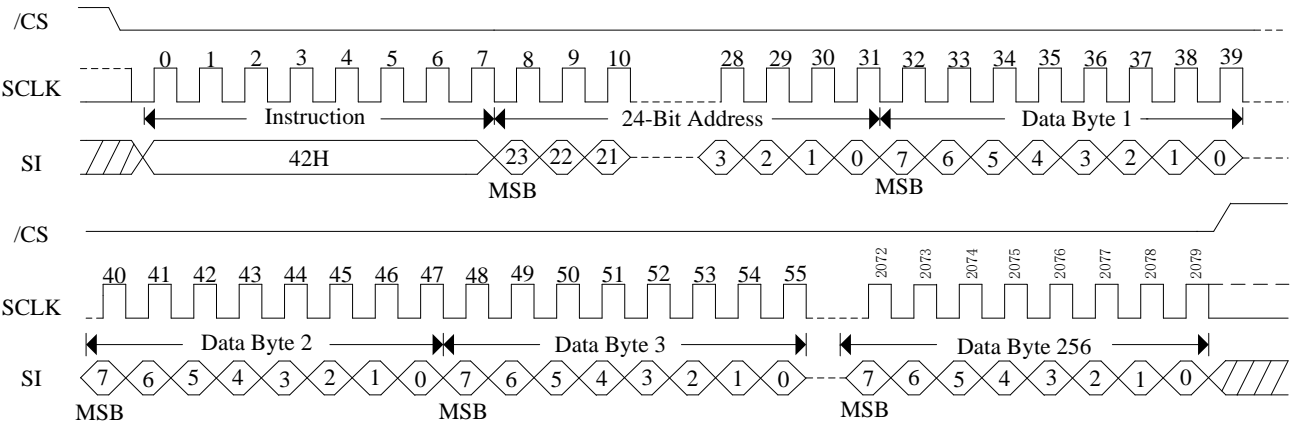 /CS
0 1 2 3 4 5 6 7 8 9 10 28 29 30 31 32 33 34 35 36 37 38 39
SCLK
Instruction 24-Bit Address Data Byte 1
SI 42H 23 22 21 3 2 1 0 7 6 5 4 3 2 1 0
MSB MSB
/CS
40 41 42 43 44 45 46 47 48 49 50 51 52 53 54 55 2072 2073 2074 2075 2076 2077 2078 2079
SCLK
Data Byte 2 Data Byte 3 Data Byte 256
SI 7 6 5 4 3 2 1 0 7 6 5 4 3 2 1 0 7 6 5 4 3 2 1 0
MSB MSB MSB